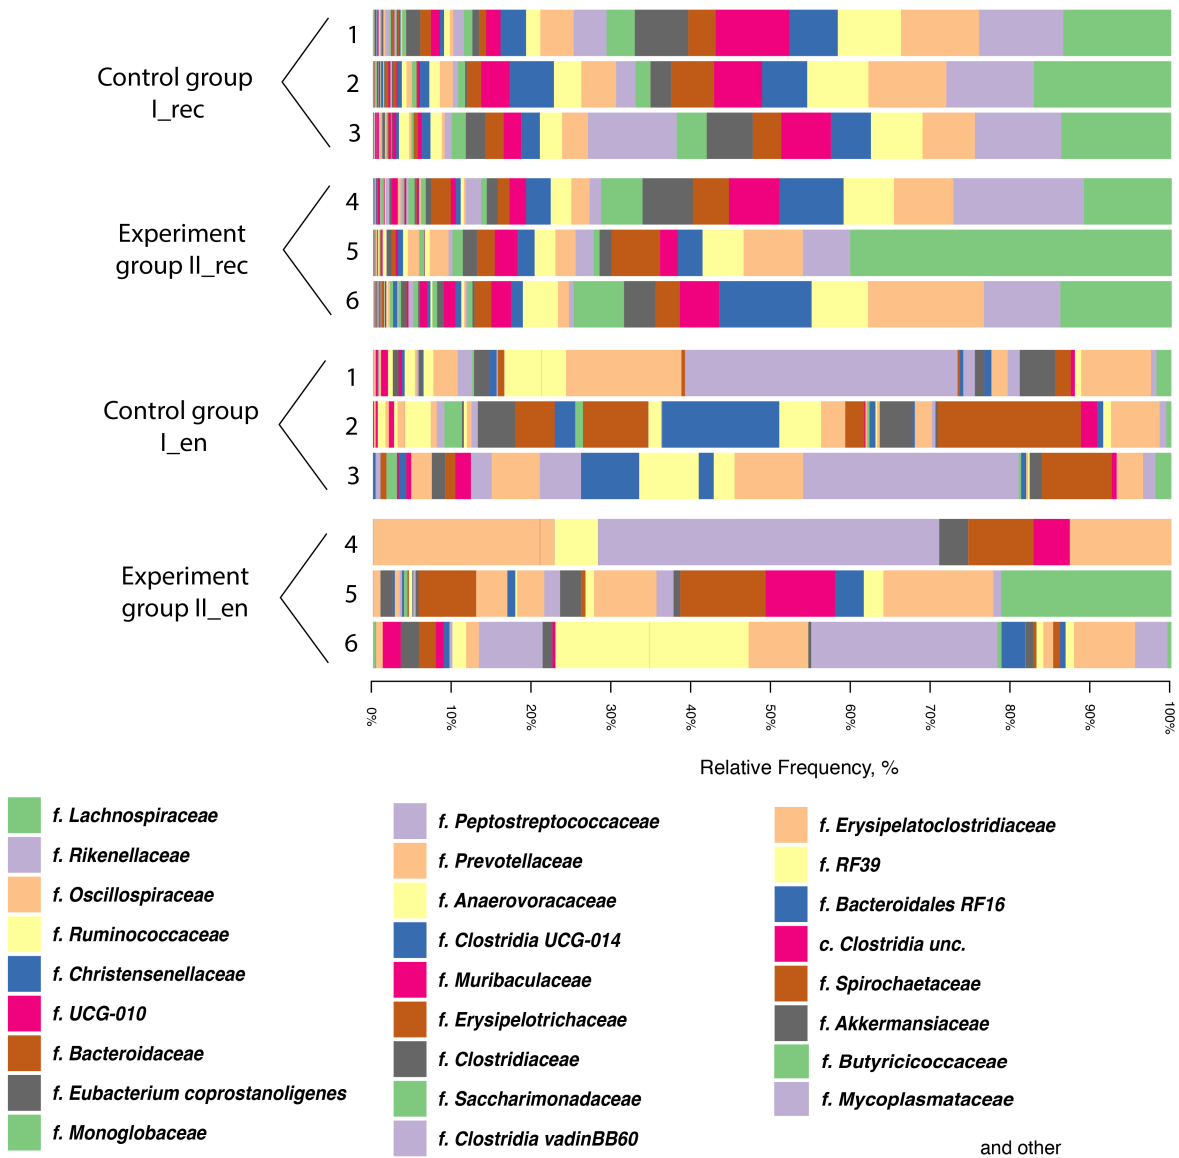 Control group
I_rec
1
2
3
Experiment
group II_rec
4
5
6
Control group
I_en
1
2
3
Experiment
group II_en
4
5
6
0%
10%
20%
30%
40%
50%
60%
70%
80%
90%
100%
Relative Frequency, %
f. Lachnospiraceae
f. Rikenellaceae
f. Oscillospiraceae
f. Ruminococcaceae
f. Christensenellaceae
f. UCG-010
f. Bacteroidaceae
f. Eubacterium coprostanoligenes
f. Monoglobaceae
f. Peptostreptococcaceae
f. Prevotellaceae
f. Anaerovoracaceae
f. Clostridia UCG-014
f. Muribaculaceae
f. Erysipelotrichaceae
f. Clostridiaceae
f. Saccharimonadaceae
f. Clostridia vadinBB60
f. Erysipelatoclostridiaceae
f. RF39
f. Bacteroidales RF16
c. Clostridia unc.
f. Spirochaetaceae
f. Akkermansiaceae
f. Butyricicoccaceae
f. Mycoplasmataceae
and other